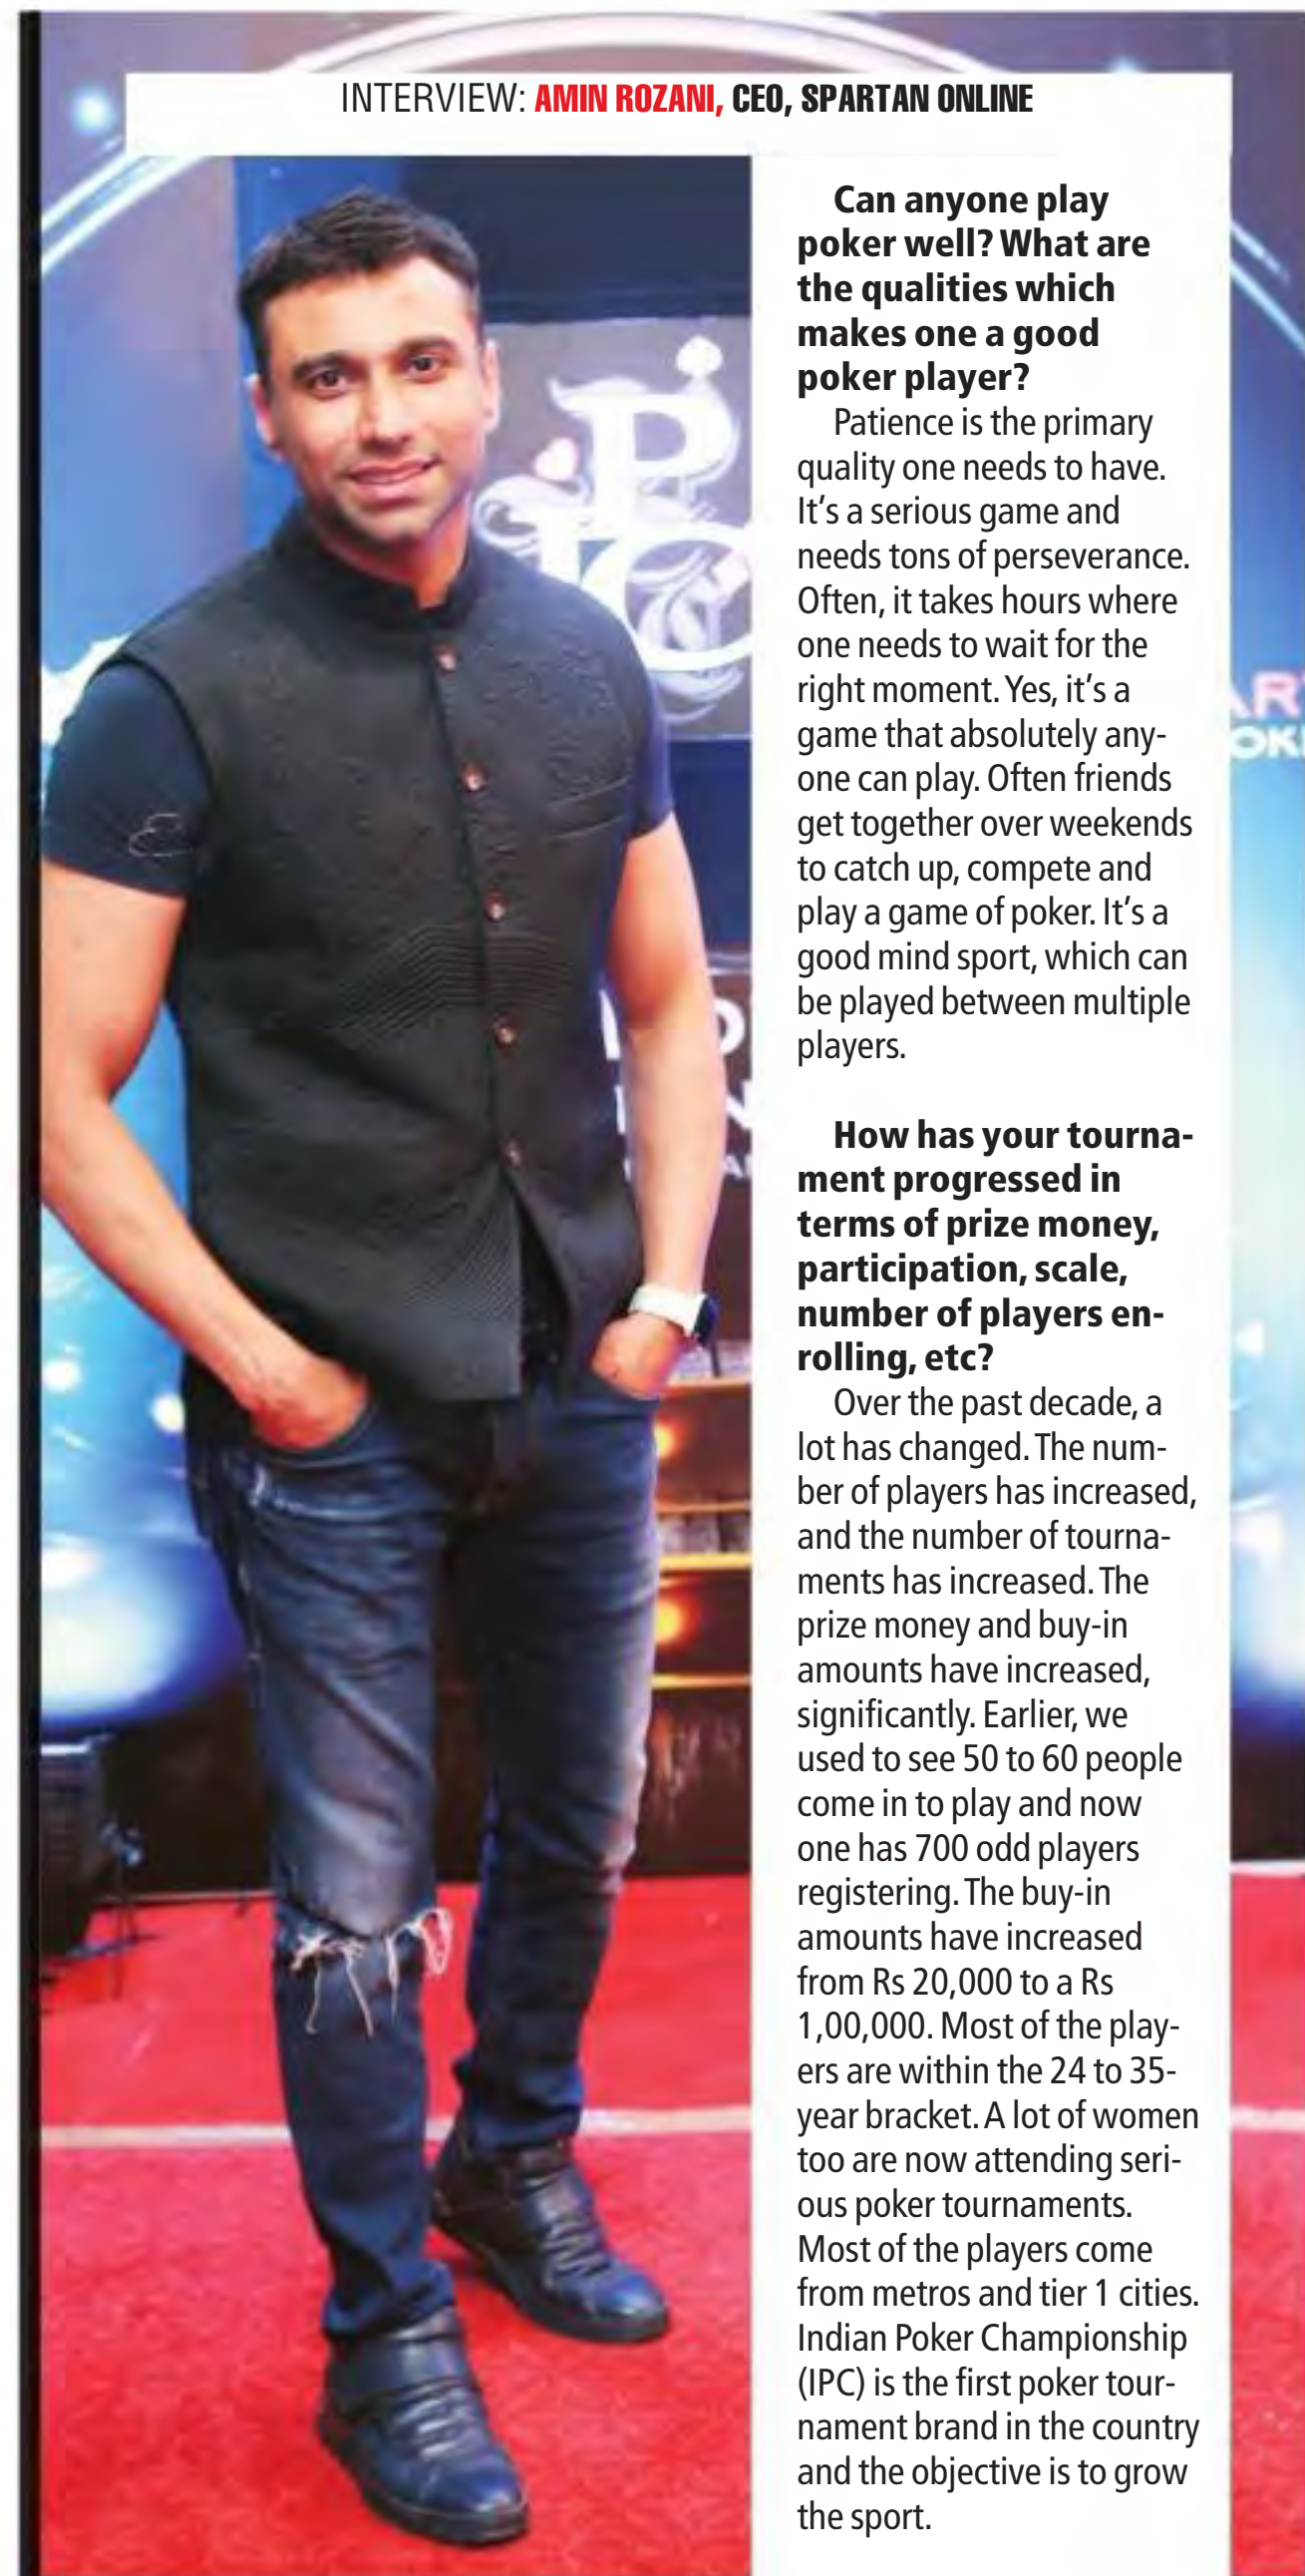 INTERVIEW: AMIN ROZANI, CEO, SPARTAN ONLINE
Can anyone play
poker well? What are
the qualities which
makes one a good
poker player?
Patience is the primary
quality one needs to have.
It's a serious game and
needs tons of perseverance.
Often, it takes hours where
one needs to wait for the
right moment. Yes, it's a
game that absolutely any-
one can play. Often friends
get together over weekends
to catch up, compete and
play a game of poker. It's a
good mind sport, which can
be played between multiple
players.
How has your tourna-
ment progressed in
terms of prize money,
participation, scale,
number of players en-
rolling, etc?
Over the past decade, a
lot has changed. The num-
ber of players has increased,
and the number of tourna-
ments has increased. The
prize money and buy-in
amounts have increased,
significantly. Earlier, we
used to see 50 to 60 people
come in to play and now
one has 700 odd players
registering. The buy-in
amounts have increased
from Rs 20,000 to a Rs
1,00,000. Most of the play-
ers are within the 24 to 35-
year bracket. A lot of women
too are now attending seri-
ous poker tournaments.
Most of the players come
from metros and tier 1 cities.
Indian Poker Championship
(IPC) is the first poker tour-
nament brand in the country
and the objective is to grow
the sport.